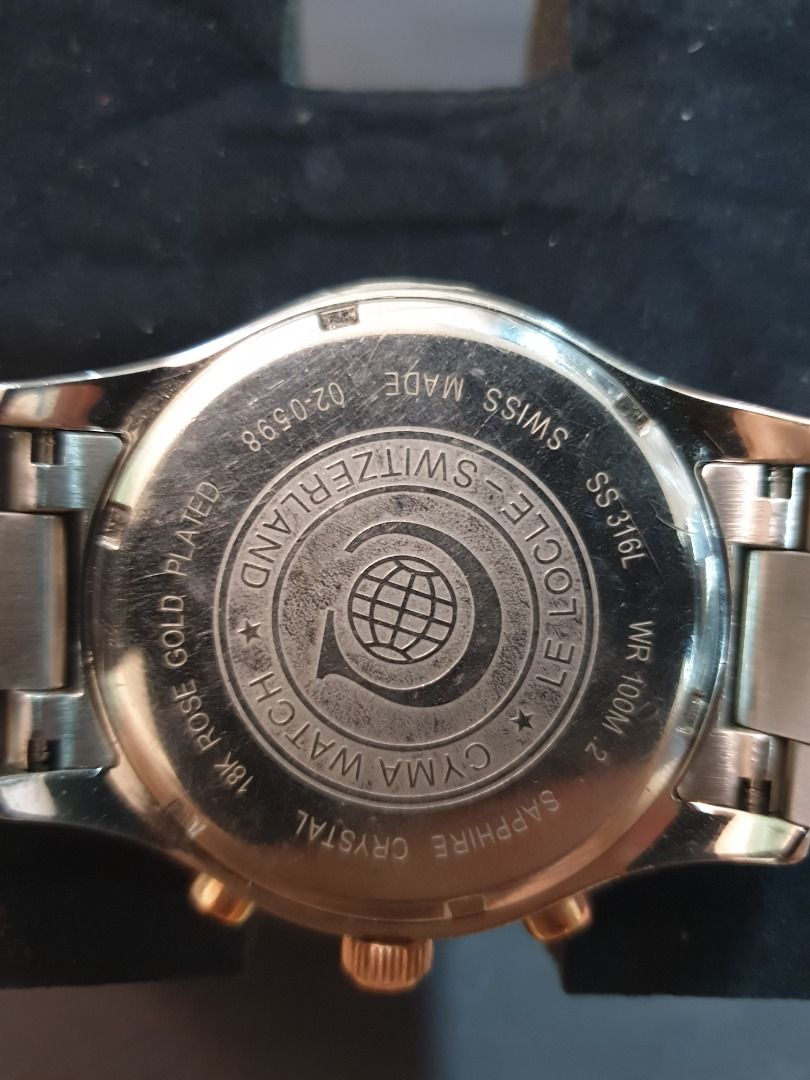 SWISS MADE
SS 316L
WR 100M .2
SAPPHIRE CRYSTAL
18K ROSE GOLD PLATED
02-0598
LE LOCLE-SWITZERLAND
★ CYMA WATCH ★